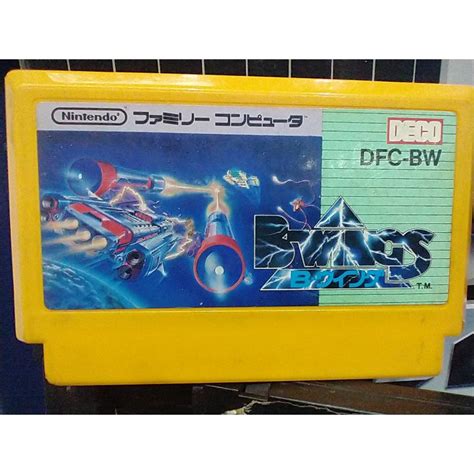 Nintendo®
ファミリー コンピュータ
DECO
DFC-BW
B-WINGS
B・ウイング
T.M.